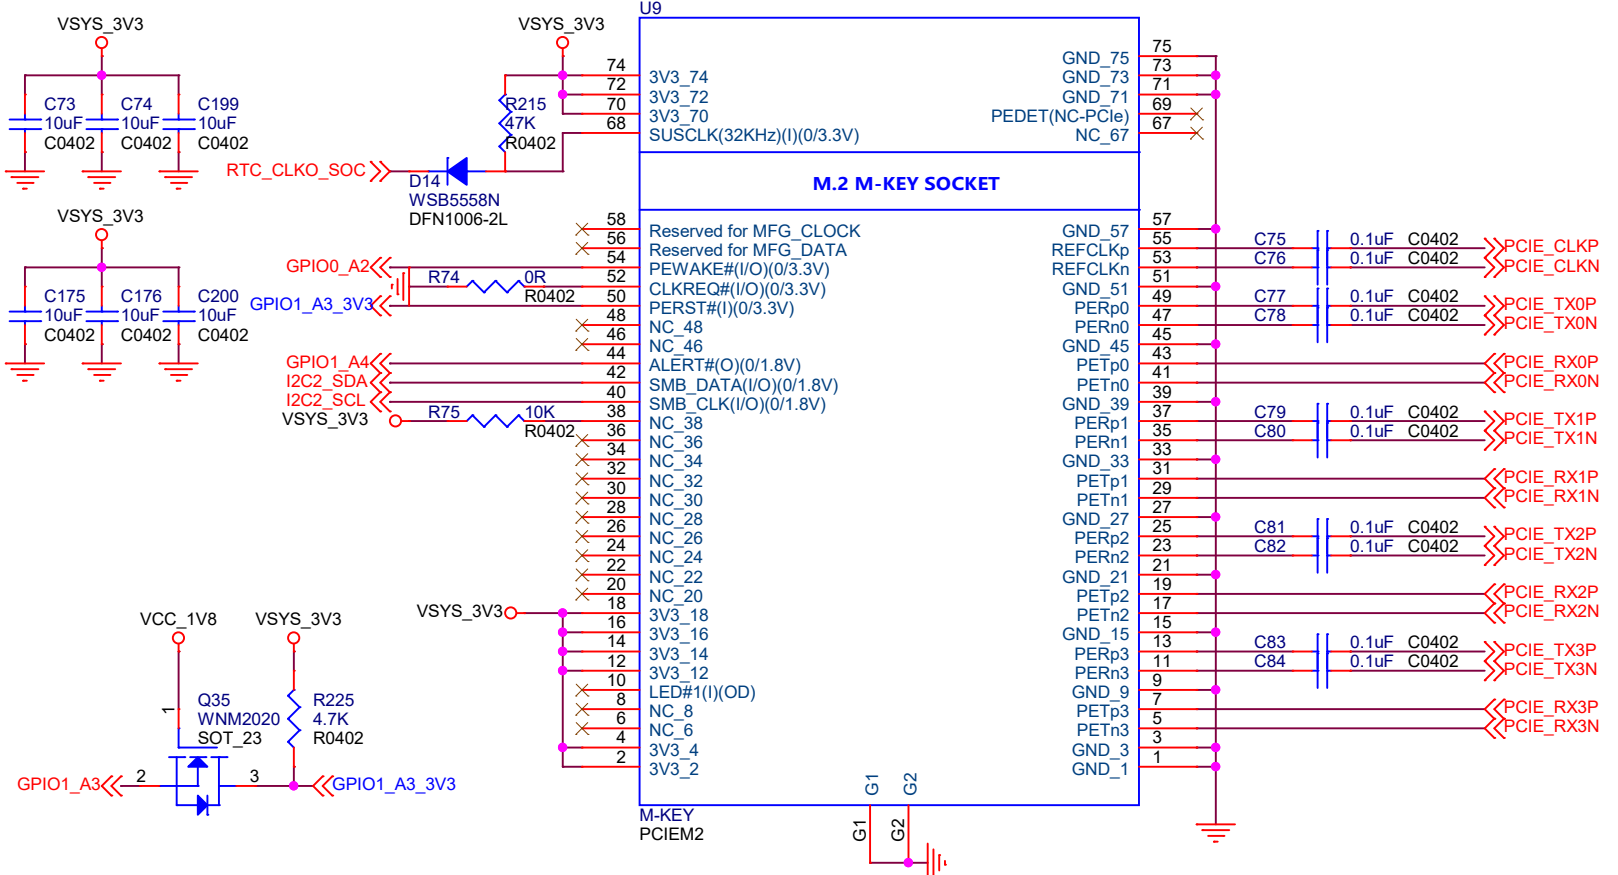 U9
VSYS_3V3
C73
10uF
C0402
C74
10uF
C0402
C199
10uF
C0402
VSYS_3V3
R215
47K
R0402
RTC_CLKO_SOC
D14
WSB5558N
DFN1006-2L
74 3V3_74
72 3V3_72
70 3V3_70
68 SUSCLK(32KHz)(I)(0/3.3V)
GND_75 75
GND_73 73
GND_71 71
PEDET(NC-PCIe) 69
NC_67 67
M.2 M-KEY SOCKET
VSYS_3V3
C175
10uF
C0402
C176
10uF
C0402
C200
10uF
C0402
58 Reserved for MFG_CLOCK
56 Reserved for MFG_DATA
GPIO0_A2 54 PEWAKE#(I/O)(0/3.3V)
R74 0R R0402 52 CLKREQ#(I/O)(0/3.3V)
GPIO1_A3_3V3 50 PERST#(I)(0/3.3V)
48 NC_48
46 NC_46
GPIO1_A4 44 ALERT#(O)(0/1.8V)
I2C2_SDA 42 SMB_DATA(I/O)(0/1.8V)
I2C2_SCL 40 SMB_CLK(I/O)(0/1.8V)
VSYS_3V3 R75 10K R0402 38 NC_38
36 NC_36
34 NC_34
32 NC_32
30 NC_30
28 NC_28
26 NC_26
24 NC_24
22 NC_22
20 NC_20
VSYS_3V3 18 3V3_18
16 3V3_16
14 3V3_14
12 3V3_12
10 LED#1(I)(OD)
8 NC_8
6 NC_6
4 3V3_4
2 3V3_2
GND_57 57
REFCLKp 55 C75 0.1uF C0402 PCIE_CLKP
REFCLKn 53 C76 0.1uF C0402 PCIE_CLKN
GND_51 51
PERp0 49 C77 0.1uF C0402 PCIE_TX0P
PERn0 47 C78 0.1uF C0402 PCIE_TX0N
GND_45 45
PETp0 43 PCIE_RX0P
PETn0 41 PCIE_RX0N
GND_39 39
PERp1 37 C79 0.1uF C0402 PCIE_TX1P
PERn1 35 C80 0.1uF C0402 PCIE_TX1N
GND_33 33
PETp1 31 PCIE_RX1P
PETn1 29 PCIE_RX1N
GND_27 27
PERp2 25 C81 0.1uF C0402 PCIE_TX2P
PERn2 23 C82 0.1uF C0402 PCIE_TX2N
GND_21 21
PETp2 19 PCIE_RX2P
PETn2 17 PCIE_RX2N
GND_15 15
PERp3 13 C83 0.1uF C0402 PCIE_TX3P
PERn3 11 C84 0.1uF C0402 PCIE_TX3N
GND_9 9
PETp3 7 PCIE_RX3P
PETn3 5 PCIE_RX3N
GND_3 3
GND_1 1
G1 G2
G1 G2
M-KEY
PCIEM2
VCC_1V8
VSYS_3V3
1
Q35
WNM2020
SOT_23
R225
4.7K
R0402
GPIO1_A3 2 3 GPIO1_A3_3V3